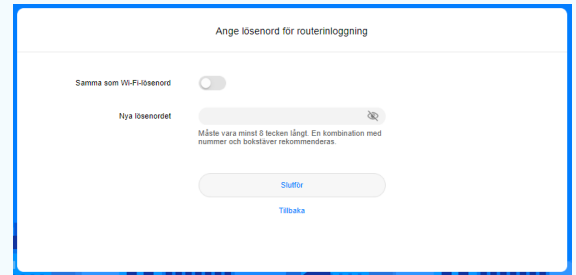 Ange lösenord för routerinloggning
Samma som Wi-Fi-lösenord
Nya lösenordet
Måste vara minst 8 tecken långt. En kombination med
nummer och bokstäver rekommenderas.
Slutför
Tillbaka